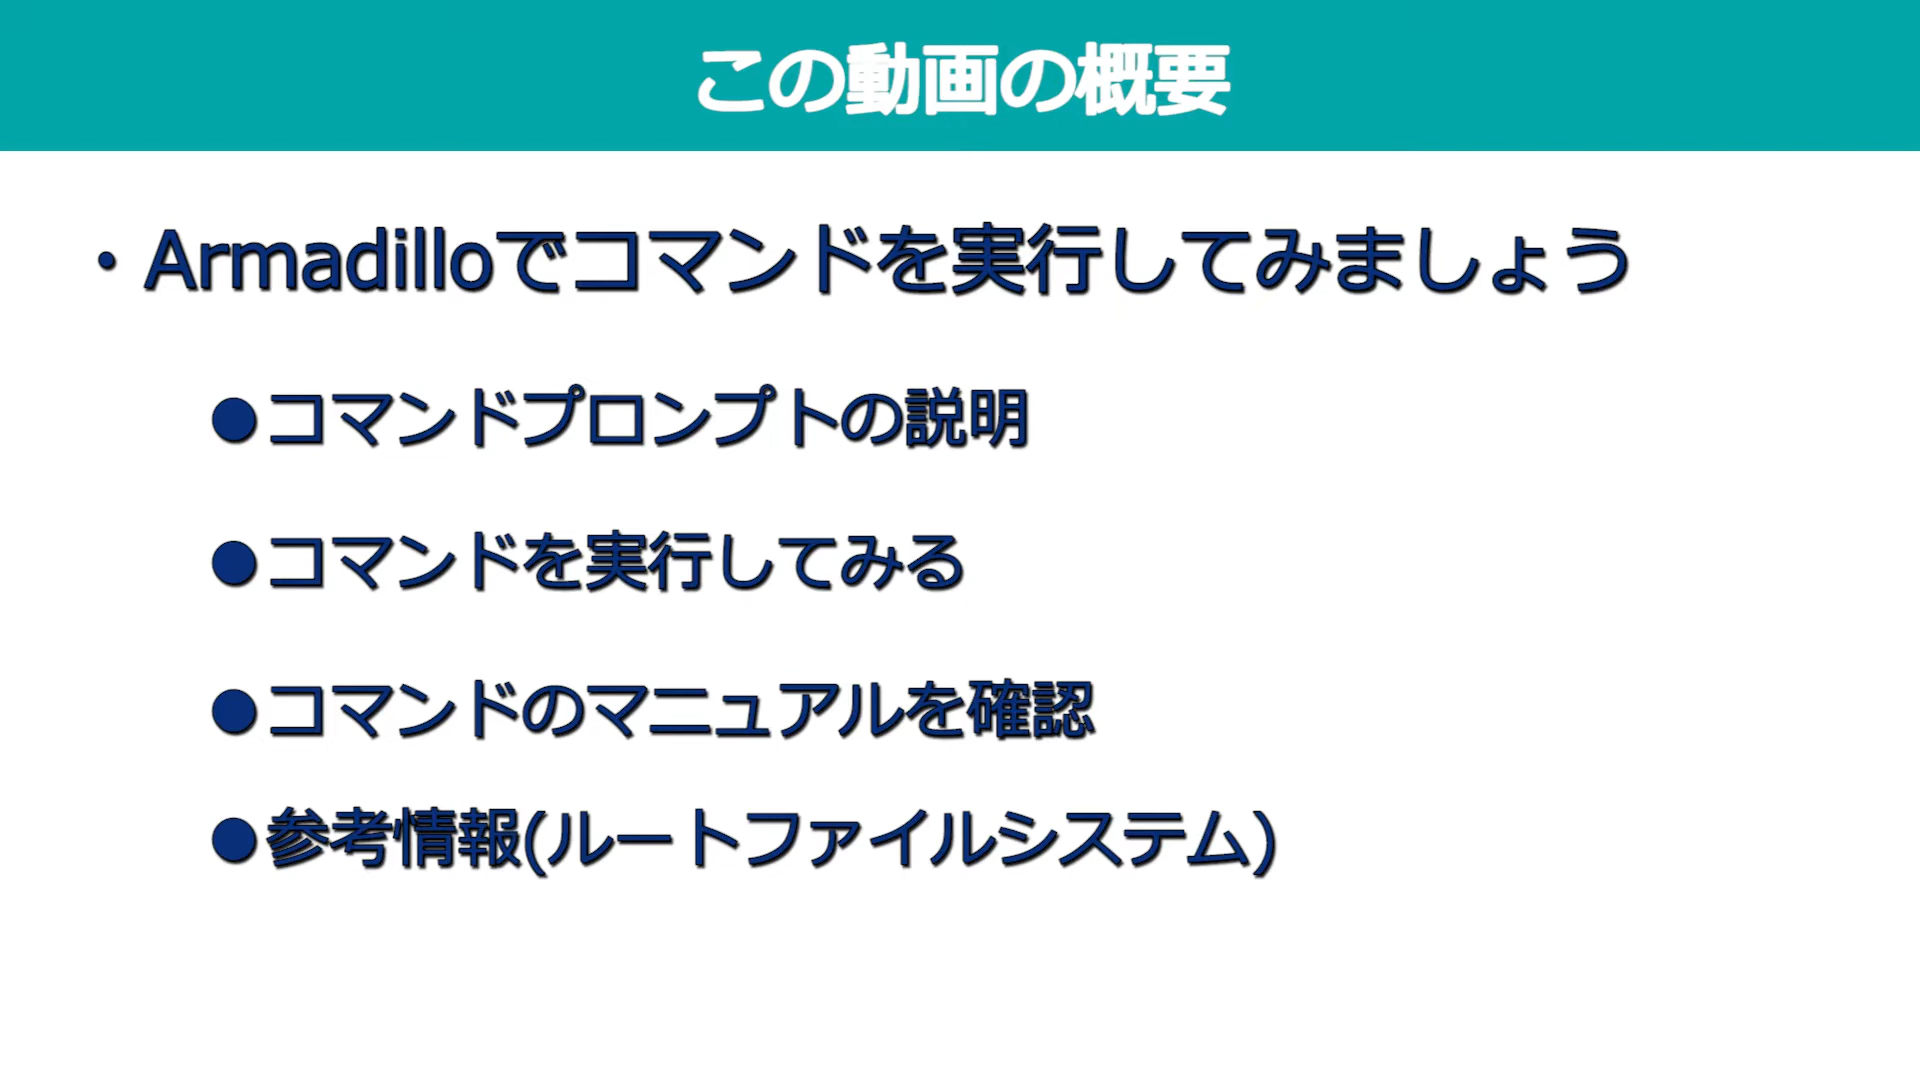 この動画の概要
・Armadilloでコマンドを実行してみましょう
●コマンドプロンプトの説明
●コマンドを実行してみる
●コマンドのマニュアルを確認
●参考情報(ルートファイルシステム)